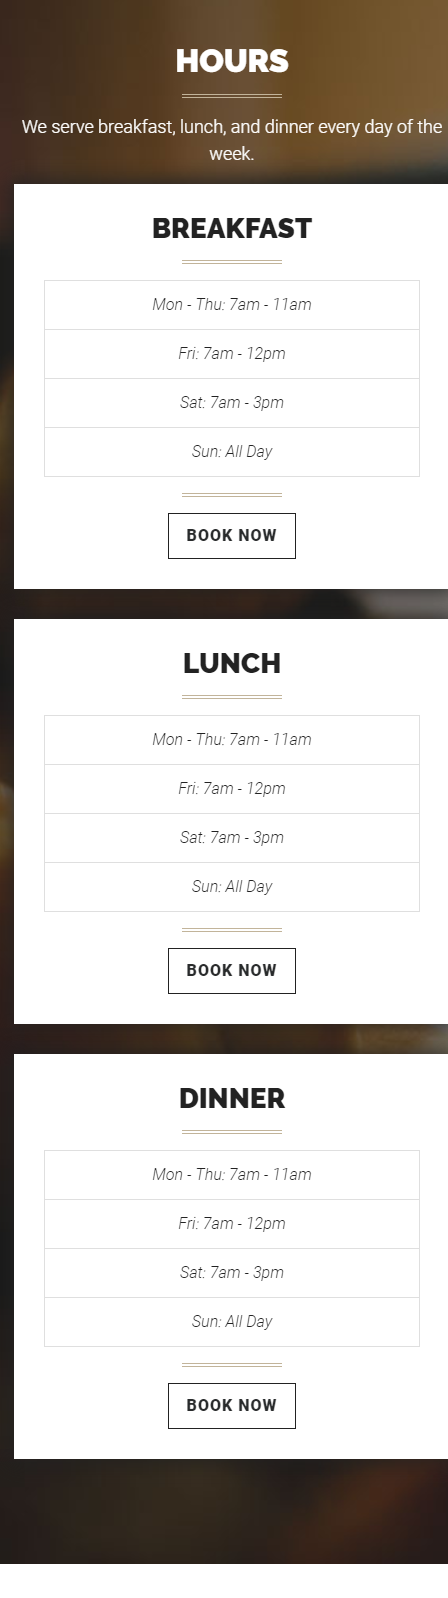 HOURS
We serve breakfast, lunch, and dinner every day of the
week.
BREAKFAST
Mon - Thu: 7am - 11am
Fri: 7am - 12pm
Sat: 7am - 3pm
Sun: All Day
BOOK NOW
LUNCH
Mon - Thu: 7am - 11am
Fri: 7am - 12pm
Sat: 7am - 3pm
Sun: All Day
BOOK NOW
DINNER
Mon - Thu: 7am - 11am
Fri: 7am - 12pm
Sat: 7am - 3pm
Sun: All Day
BOOK NOW